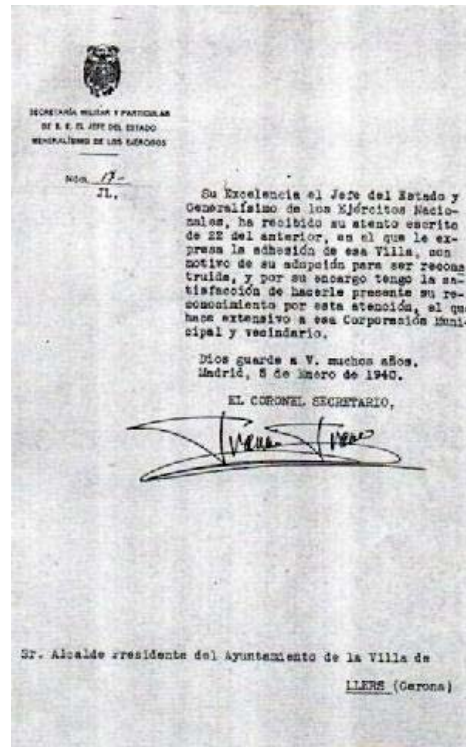 SECRETARÍA MILITAR Y PARTICULAR
DE S. E. EL JEFE DEL ESTADO
GENERALÍSIMO DE LOS EJÉRCITOS
Núm. 17-
JL.
Su Excelencia el Jefe del Estado y
Generalísimo de los Ejércitos Nacio-
nales, ha recibido su atento escrito
de 22 del anterior, en el que le ex-
presa la adhesión de esa Villa, con
motivo de su adopción para ser recons
truida, y por su encargo tengo la sa-
tisfacción de hacerle presente su re-
conocimiento por esta atención, el que
hace extensivo a esa Corporación Muni-
cipal y vecindario.
Dios guarde a V. muchos años.
Madrid, 5 de Enero de 1940.
EL CORONEL SECRETARIO,
Sr. Alcalde Presidente del Ayuntamiento de la Villa de
LLERS (Gerona)